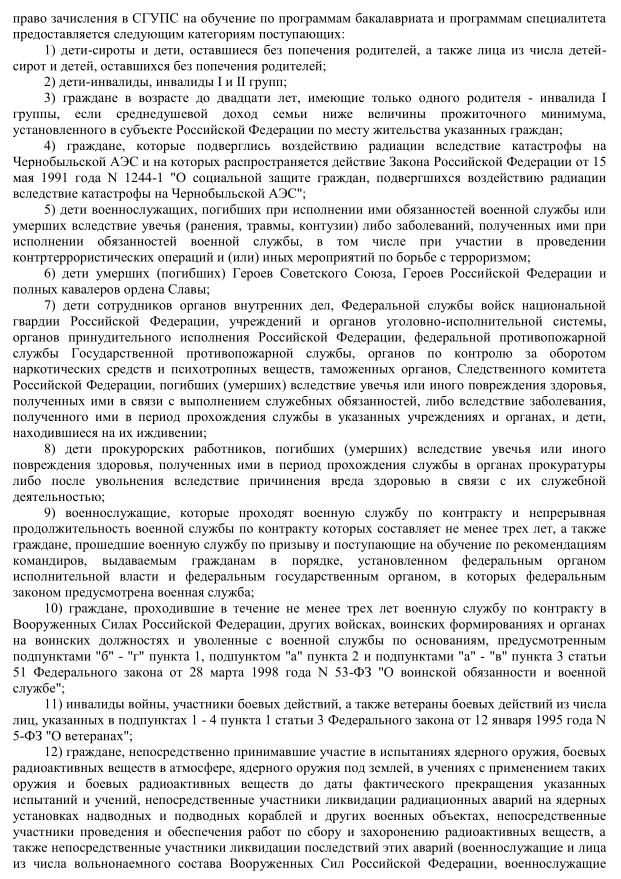 право зачисления в СГУПС на обучение по программам бакалавриата и программам специалитета
предоставляется следующим категориям поступающих:
1) дети-сироты и дети, оставшиеся без попечения родителей, а также лица из числа детей-
сирот и детей, оставшихся без попечения родителей;
2) дети-инвалиды, инвалиды I и II групп;
3) граждане в возрасте до двадцати лет, имеющие только одного родителя - инвалида I
группы, если среднедушевой доход семьи ниже величины прожиточного минимума,
установленного в субъекте Российской Федерации по месту жительства указанных граждан;
4) граждане, которые подверглись воздействию радиации вследствие катастрофы на
Чернобыльской АЭС и на которых распространяется действие Закона Российской Федерации от 15
мая 1991 года N 1244-1 "О социальной защите граждан, подвергшихся воздействию радиации
вследствие катастрофы на Чернобыльской АЭС";
5) дети военнослужащих, погибших при исполнении ими обязанностей военной службы или
умерших вследствие увечья (ранения, травмы, контузии) либо заболеваний, полученных ими при
исполнении обязанностей военной службы, в том числе при участии в проведении
контртеррористических операций и (или) иных мероприятий по борьбе с терроризмом;
6) дети умерших (погибших) Героев Советского Союза, Героев Российской Федерации и
полных кавалеров ордена Славы;
7) дети сотрудников органов внутренних дел, Федеральной службы войск национальной
гвардии Российской Федерации, учреждений и органов уголовно-исполнительной системы,
органов принудительного исполнения Российской Федерации, федеральной противопожарной
службы Государственной противопожарной службы, органов по контролю за оборотом
наркотических средств и психотропных веществ, таможенных органов, Следственного комитета
Российской Федерации, погибших (умерших) вследствие увечья или иного повреждения здоровья,
полученных ими в связи с выполнением служебных обязанностей, либо вследствие заболевания,
полученного ими в период прохождения службы в указанных учреждениях и органах, и дети,
находившиеся на их иждивении;
8) дети прокурорских работников, погибших (умерших) вследствие увечья или иного
повреждения здоровья, полученных ими в период прохождения службы в органах прокуратуры
либо после увольнения вследствие причинения вреда здоровью в связи с их служебной
деятельностью;
9) военнослужащие, которые проходят военную службу по контракту и непрерывная
продолжительность военной службы по контракту которых составляет не менее трех лет, а также
граждане, прошедшие военную службу по призыву и поступающие на обучение по рекомендациям
командиров, выдаваемым гражданам в порядке, установленном федеральным органом
исполнительной власти и федеральным государственным органом, в которых федеральным
законом предусмотрена военная служба;
10) граждане, проходившие в течение не менее трех лет военную службу по контракту в
Вооруженных Силах Российской Федерации, других войсках, воинских формированиях и органах
на воинских должностях и уволенные с военной службы по основаниям, предусмотренным
подпунктами "б" - "г" пункта 1, подпунктом "а" пункта 2 и подпунктами "а" - "в" пункта 3 статьи
51 Федерального закона от 28 марта 1998 года N 53-ФЗ "О воинской обязанности и военной
службе";
11) инвалиды войны, участники боевых действий, а также ветераны боевых действий из числа
лиц, указанных в подпунктах 1 - 4 пункта 1 статьи 3 Федерального закона от 12 января 1995 года N
5-ФЗ "О ветеранах";
12) граждане, непосредственно принимавшие участие в испытаниях ядерного оружия, боевых
радиоактивных веществ в атмосфере, ядерного оружия под землей, в учениях с применением таких
оружия и боевых радиоактивных веществ до даты фактического прекращения указанных
испытаний и учений, непосредственные участники ликвидации радиационных аварий на ядерных
установках надводных и подводных кораблей и других военных объектах, непосредственные
участники проведения и обеспечения работ по сбору и захоронению радиоактивных веществ, а
также непосредственные участники ликвидации последствий этих аварий (военнослужащие и лица
из числа вольнонаемного состава Вооруженных Сил Российской Федерации, военнослужащие